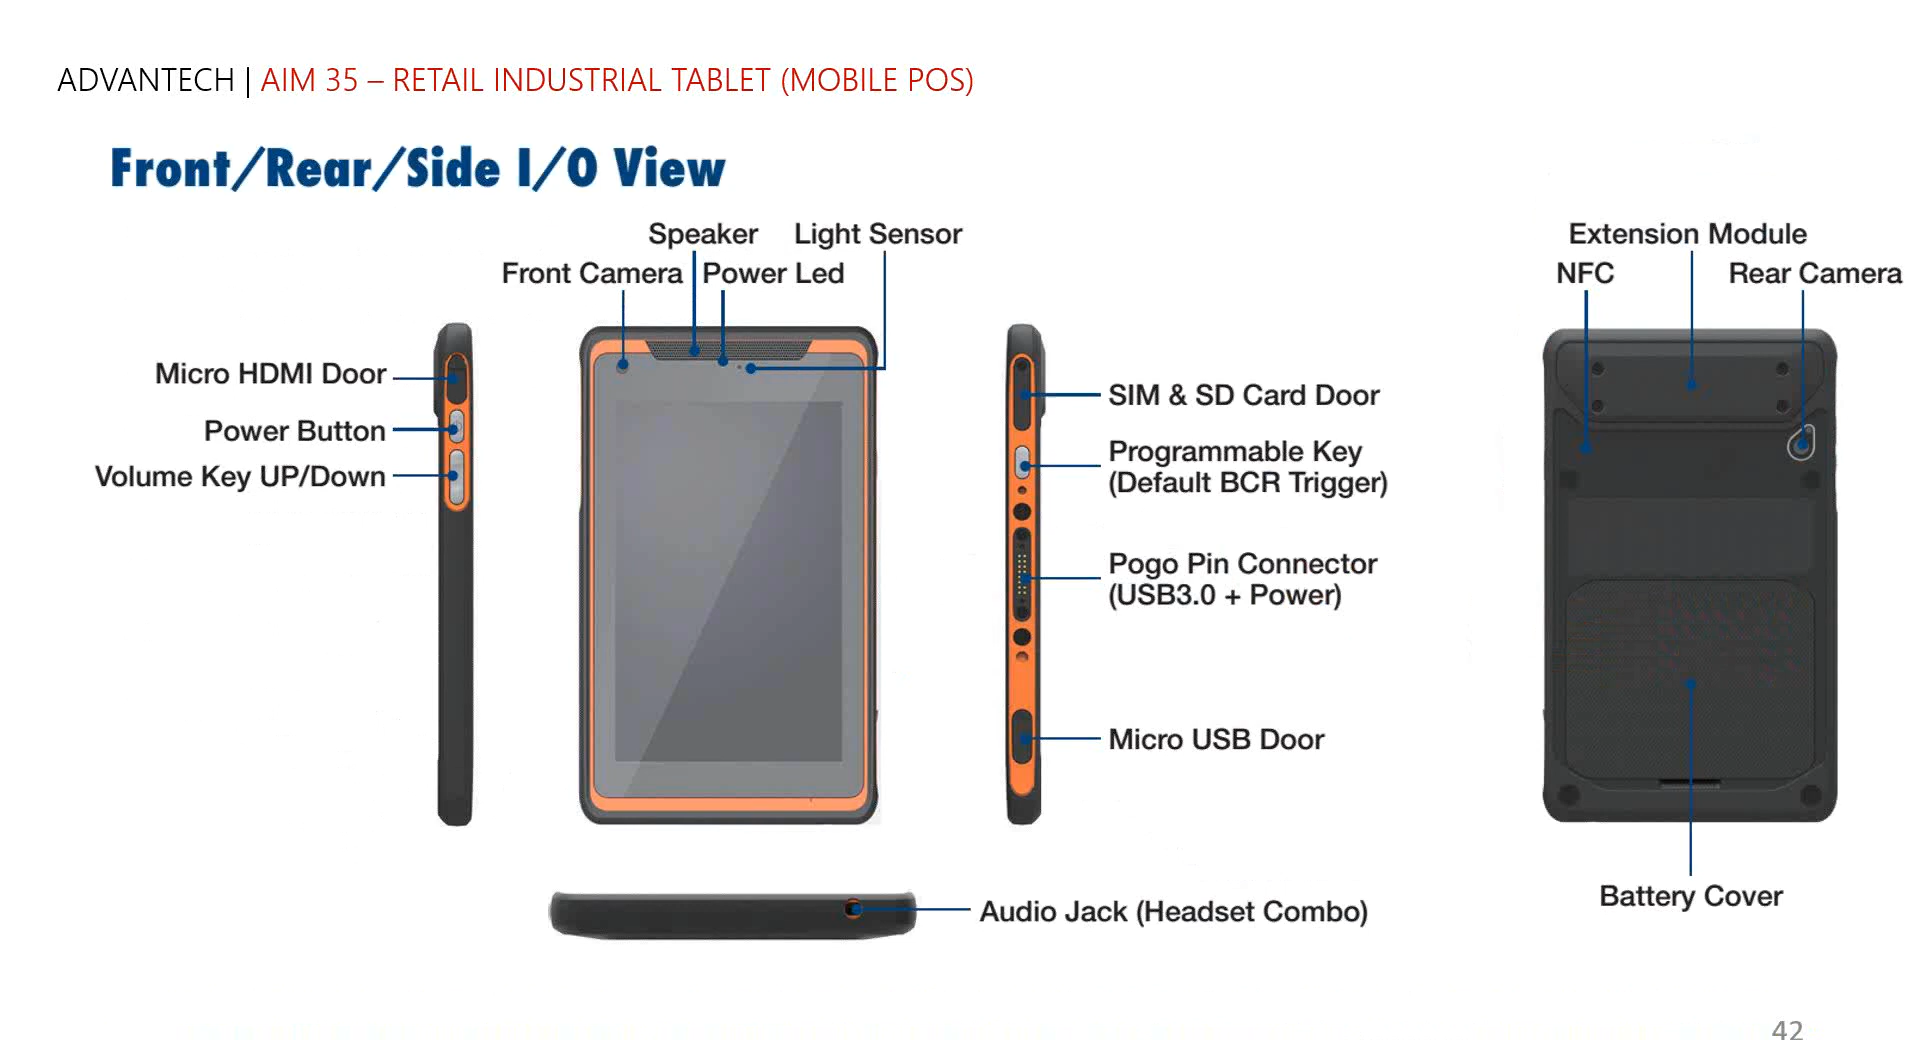 ADVANTECH | AIM 35 – RETAIL INDUSTRIAL TABLET (MOBILE POS)
Front/Rear/Side I/O View
Speaker
Light Sensor
Front Camera
Power Led
Extension Module
NFC
Rear Camera
Micro HDMI Door
Power Button
Volume Key UP/Down
SIM & SD Card Door
Programmable Key
(Default BCR Trigger)
Pogo Pin Connector
(USB3.0 + Power)
Micro USB Door
Battery Cover
Audio Jack (Headset Combo)
42